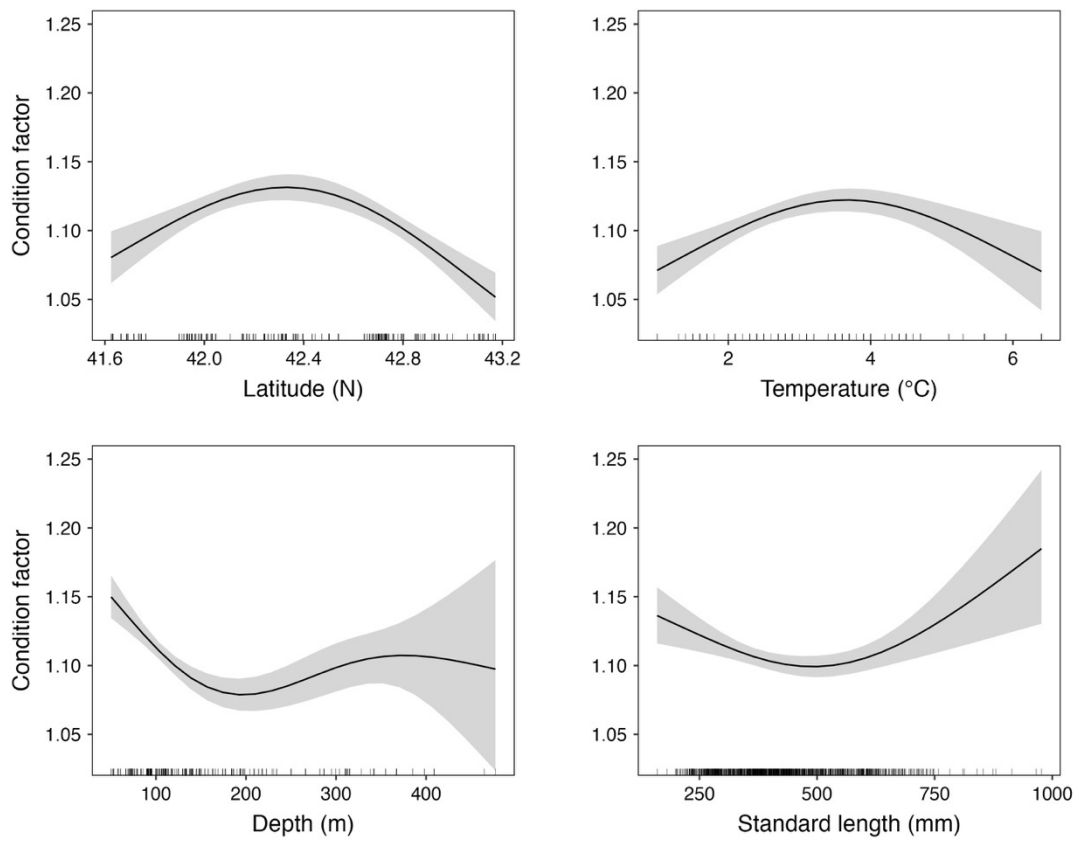 1.25
1.20
1.15
1.10
1.05
Condition factor
41.6 42.0 42.4 42.8 43.2
Latitude (N)
1.25
1.20
1.15
1.10
1.05
2 4 6
Temperature (°C)
1.25
1.20
1.15
1.10
1.05
Condition factor
100 200 300 400
Depth (m)
1.25
1.20
1.15
1.10
1.05
250 500 750 1000
Standard length (mm)